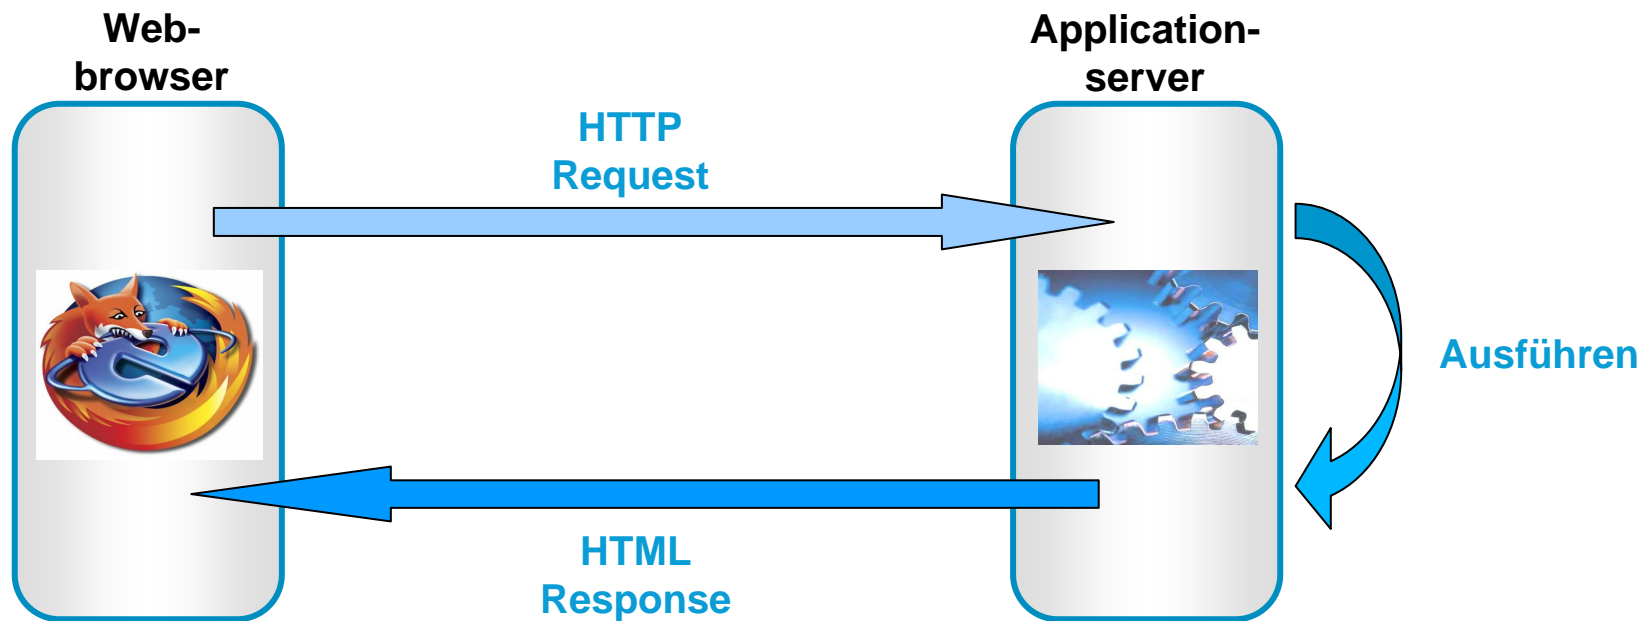 Web-
browser
Application-
server
HTTP
Request
Ausführen
HTML
Response